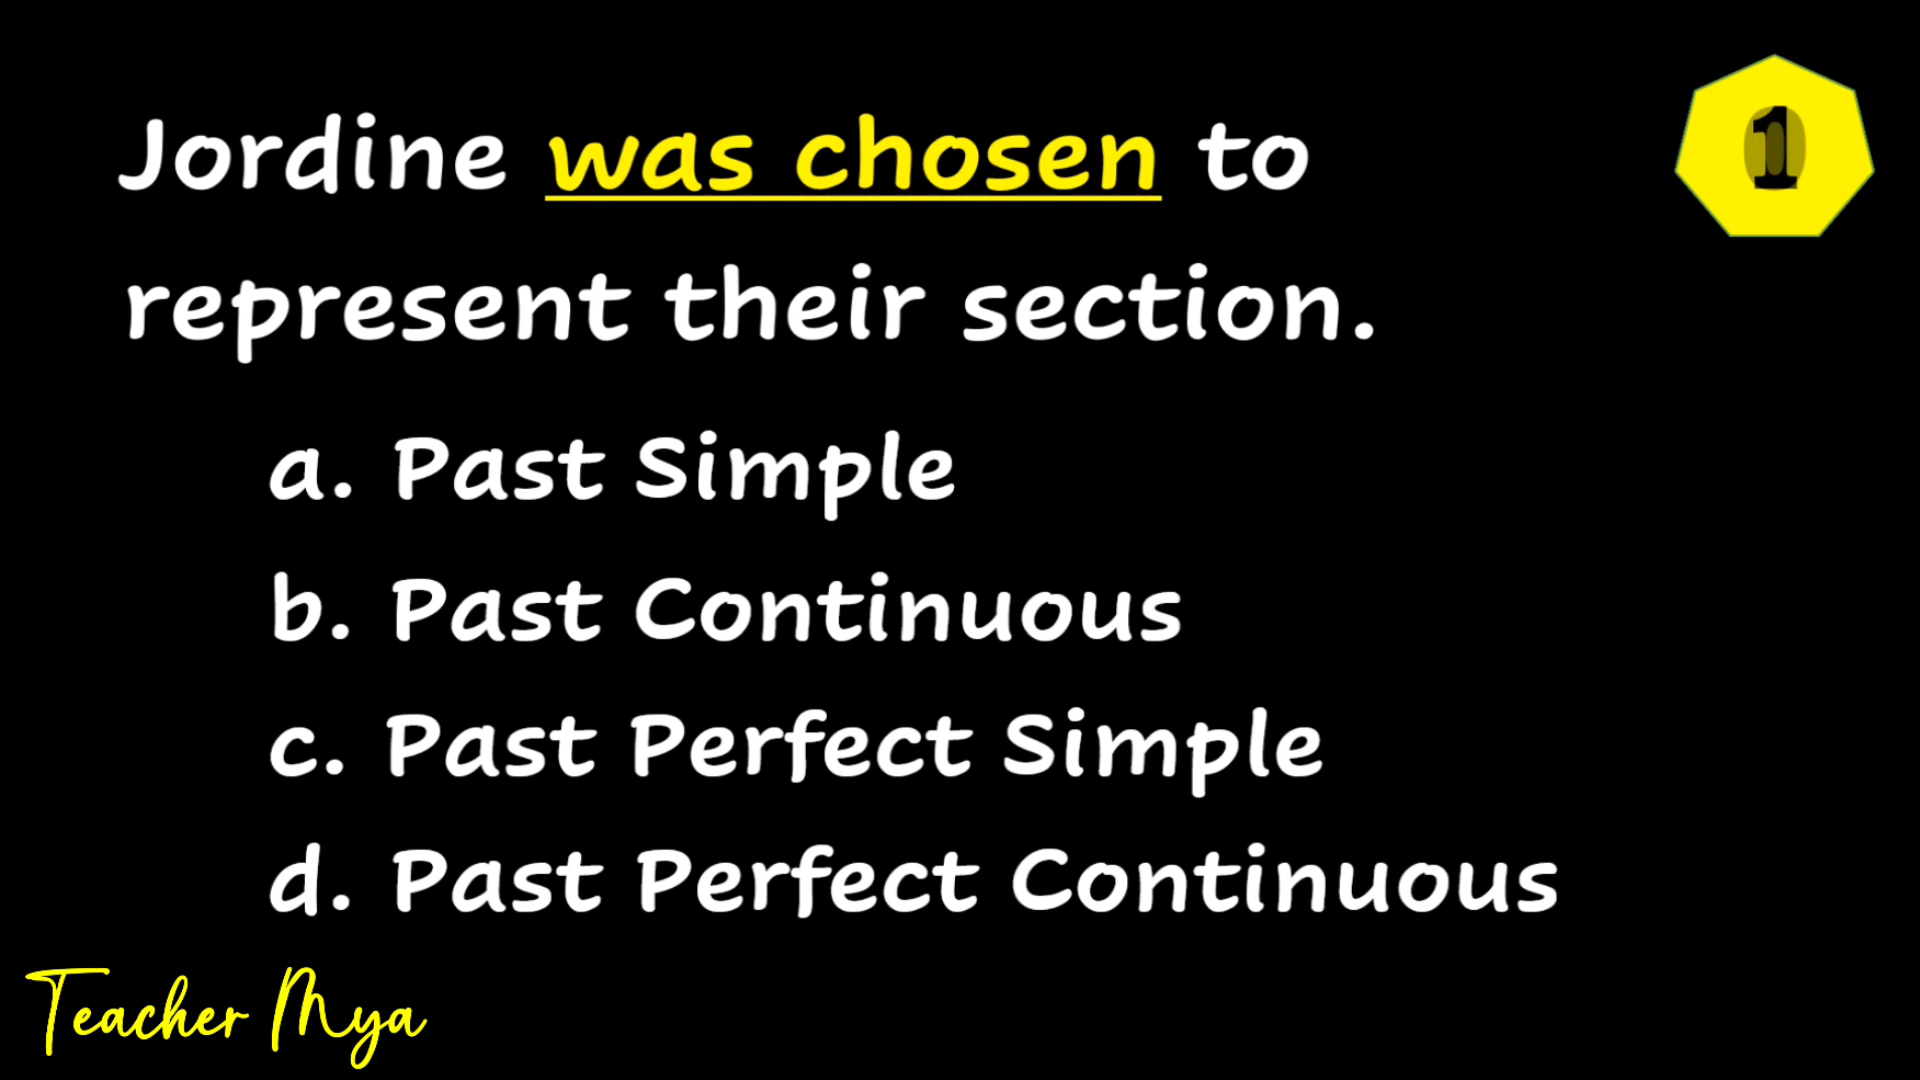 Jordine was chosen to
represent their section.
a. Past Simple
b. Past Continuous
c. Past Perfect Simple
d. Past Perfect Continuous
Teacher Mya